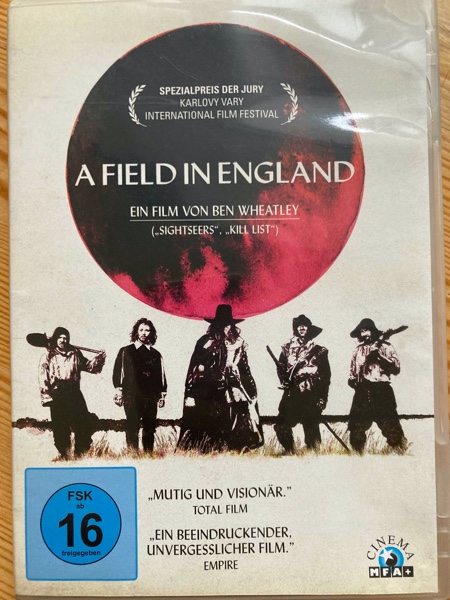 SPEZIALPREIS DER JURY
KARLOVY VARY
INTERNATIONAL FILM FESTIVAL
A FIELD IN ENGLAND
EIN FILM VON BEN WHEATLEY
(„SIGHTSEERS“, „KILL LIST“)
FSK
ab
16
freigegeben
„MUTIG UND VISIONÄR.“
TOTAL FILM
„EIN BEEINDRUCKENDER,
UNVERGESSLICHER FILM.“
EMPIRE
CINEMA
MFA+